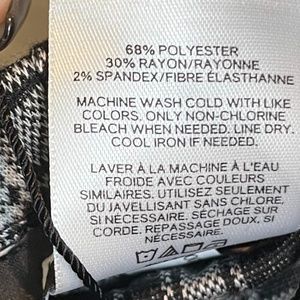 68% POLYESTER
30% RAYON/RAYONNE
2% SPANDEX/FIBRE ÉLASTHANNE
MACHINE WASH COLD WITH LIKE
COLORS. ONLY NON-CHLORINE
BLEACH WHEN NEEDED. LINE DRY.
COOL IRON IF NEEDED.
LAVER À LA MACHINE À L'EAU
FROIDE AVEC COULEURS
SIMILAIRES. UTILISEZ SEULEMENT
DU JAVELLISANT SANS CHLORE,
SI NÉCESSAIRE. SÉCHAGE SUR
CORDE. REPASSAGE DOUX, SI
NÉCESSAIRE.